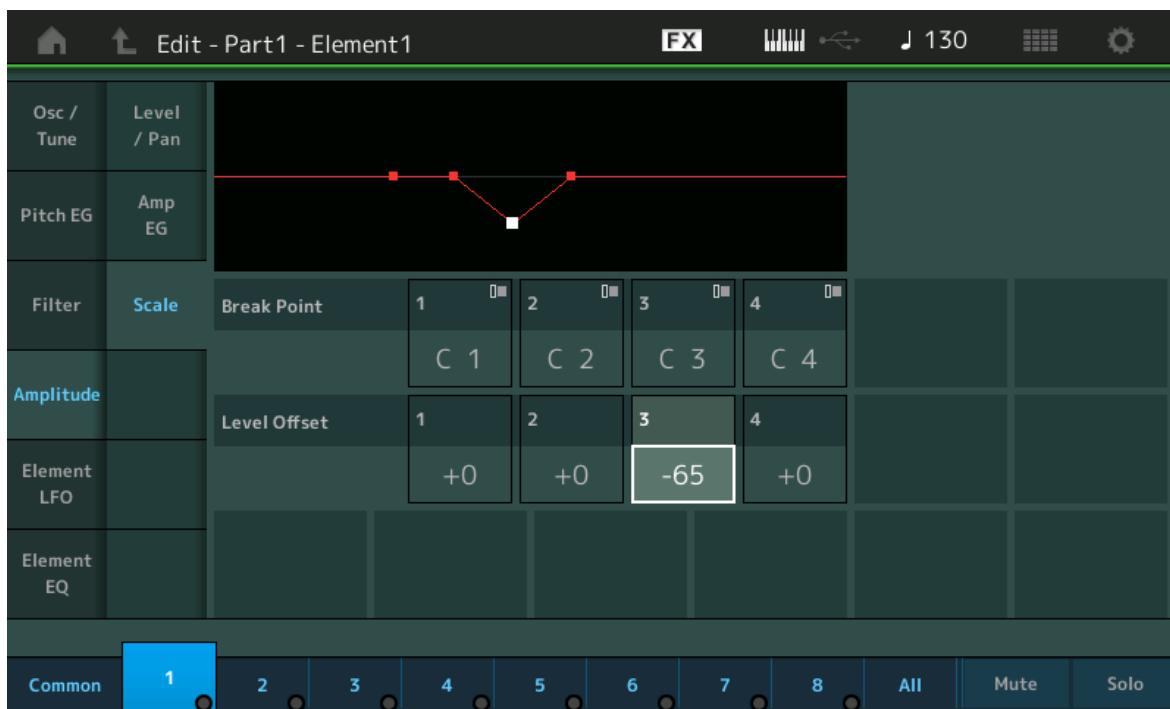 Edit - Part1 - Element1
FX
♩ 130
Osc /
Tune
Level
/ Pan
Pitch EG
Amp
EG
Filter
Scale
Break Point
1
2
3
4
C 1
C 2
C 3
C 4
Amplitude
Level Offset
1
2
3
4
+0
+0
-65
+0
Element
LFO
Element
EQ
Common
1
2
3
4
5
6
7
8
All
Mute
Solo